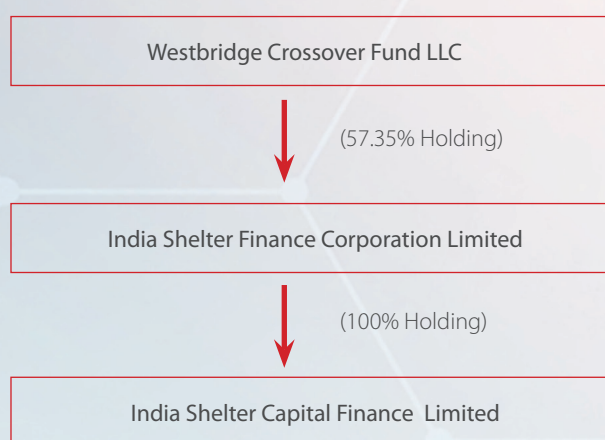 Westbridge Crossover Fund LLC
(57.35% Holding)
India Shelter Finance Corporation Limited
(100% Holding)
India Shelter Capital Finance Limited